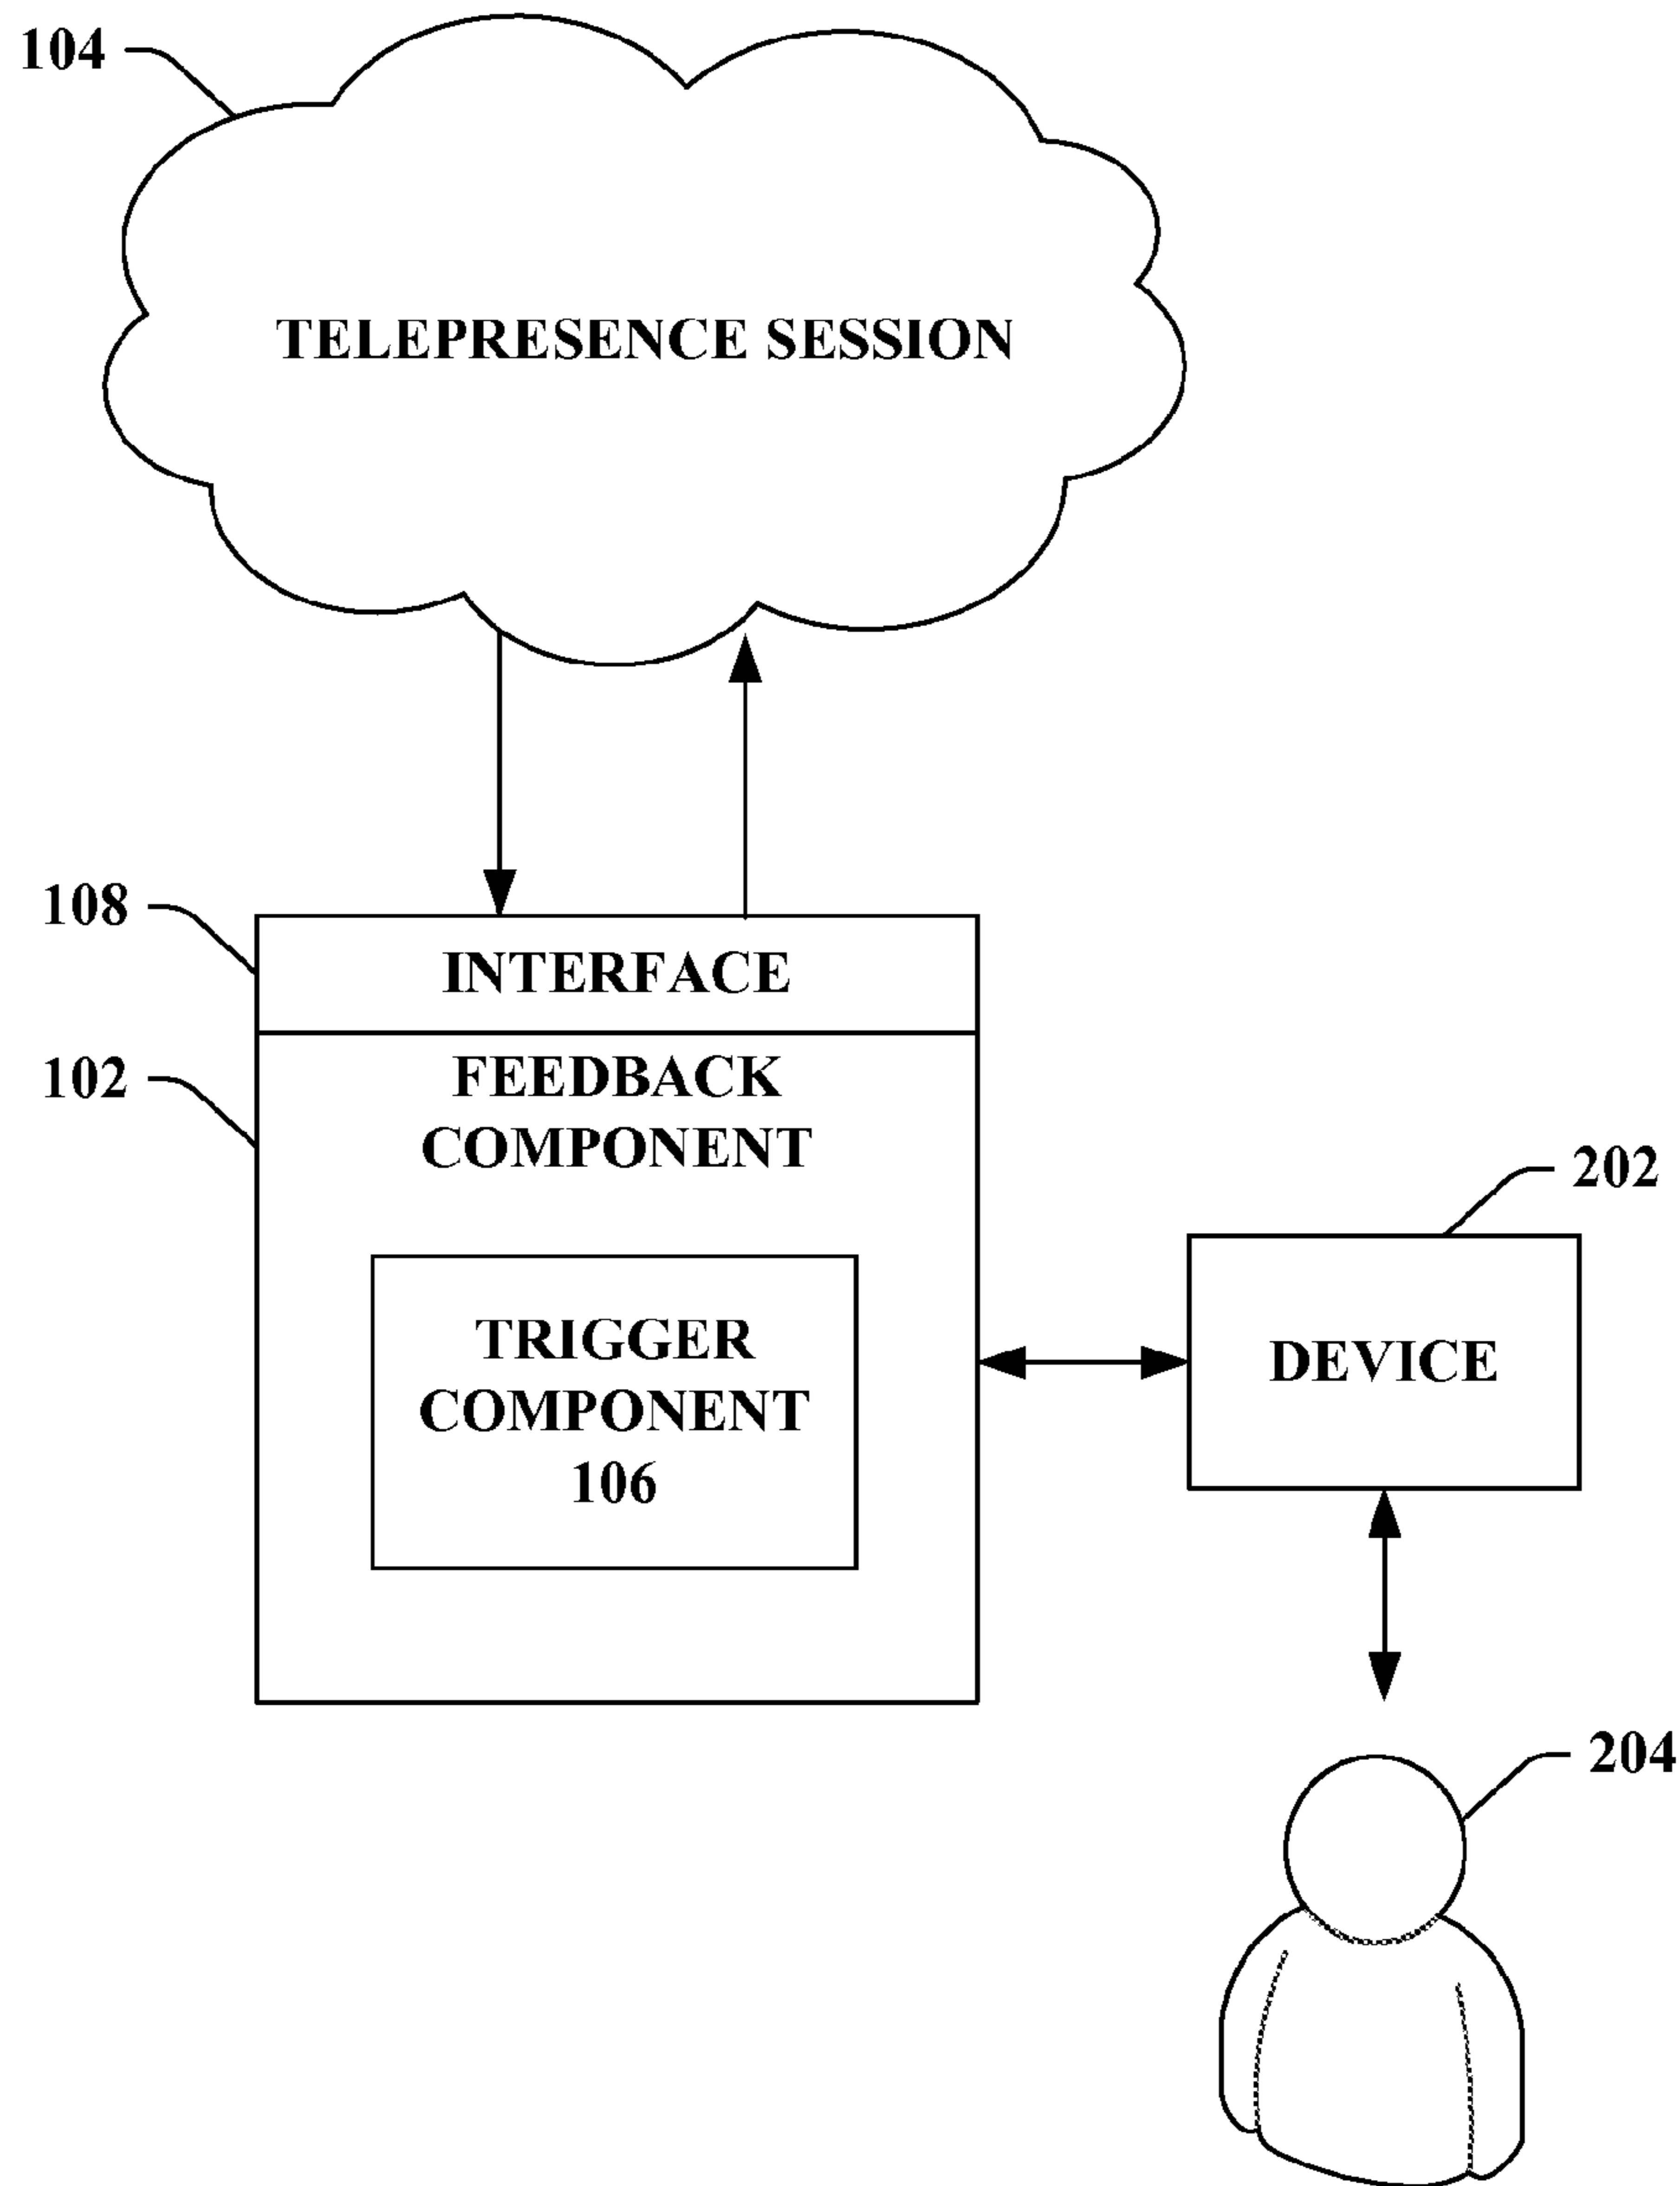 104
TELEPRESENCE SESSION
108
INTERFACE
102
FEEDBACK
COMPONENT
202
TRIGGER
COMPONENT
106
DEVICE
204